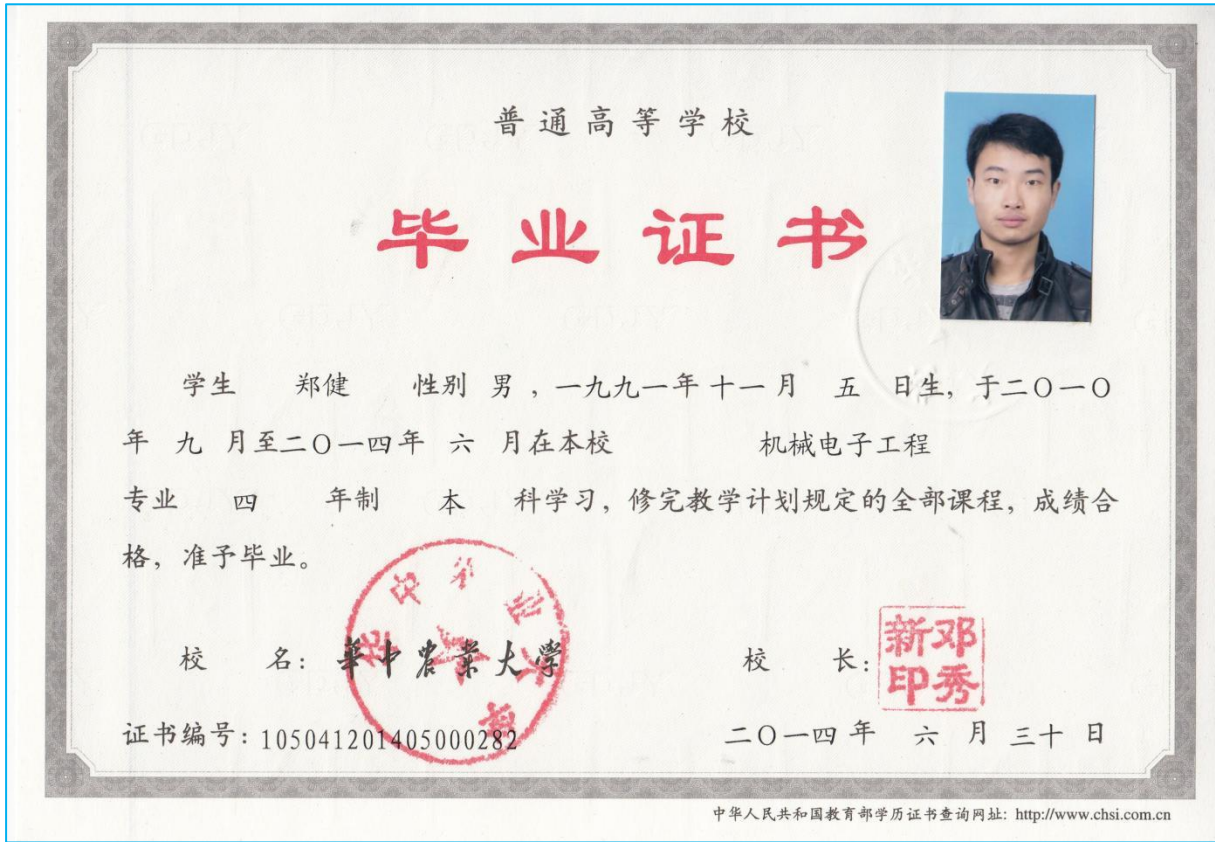 普通高等学校
毕业证书
学生 郑健 性别 男 ，一九九一年十一月 五 日生，于二〇一〇
年 九 月至二〇一四年 六 月在本校 机械电子工程
专业 四 年制 本 科学习，修完教学计划规定的全部课程，成绩合
格，准予毕业。
校 名：華中农業大學
华中农业大学
校 长：
新邓
印秀
证书编号：105041201405000282
二〇一四年 六 月 三十 日
中华人民共和国教育部学历证书查询网址: http://www.chsi.com.cn